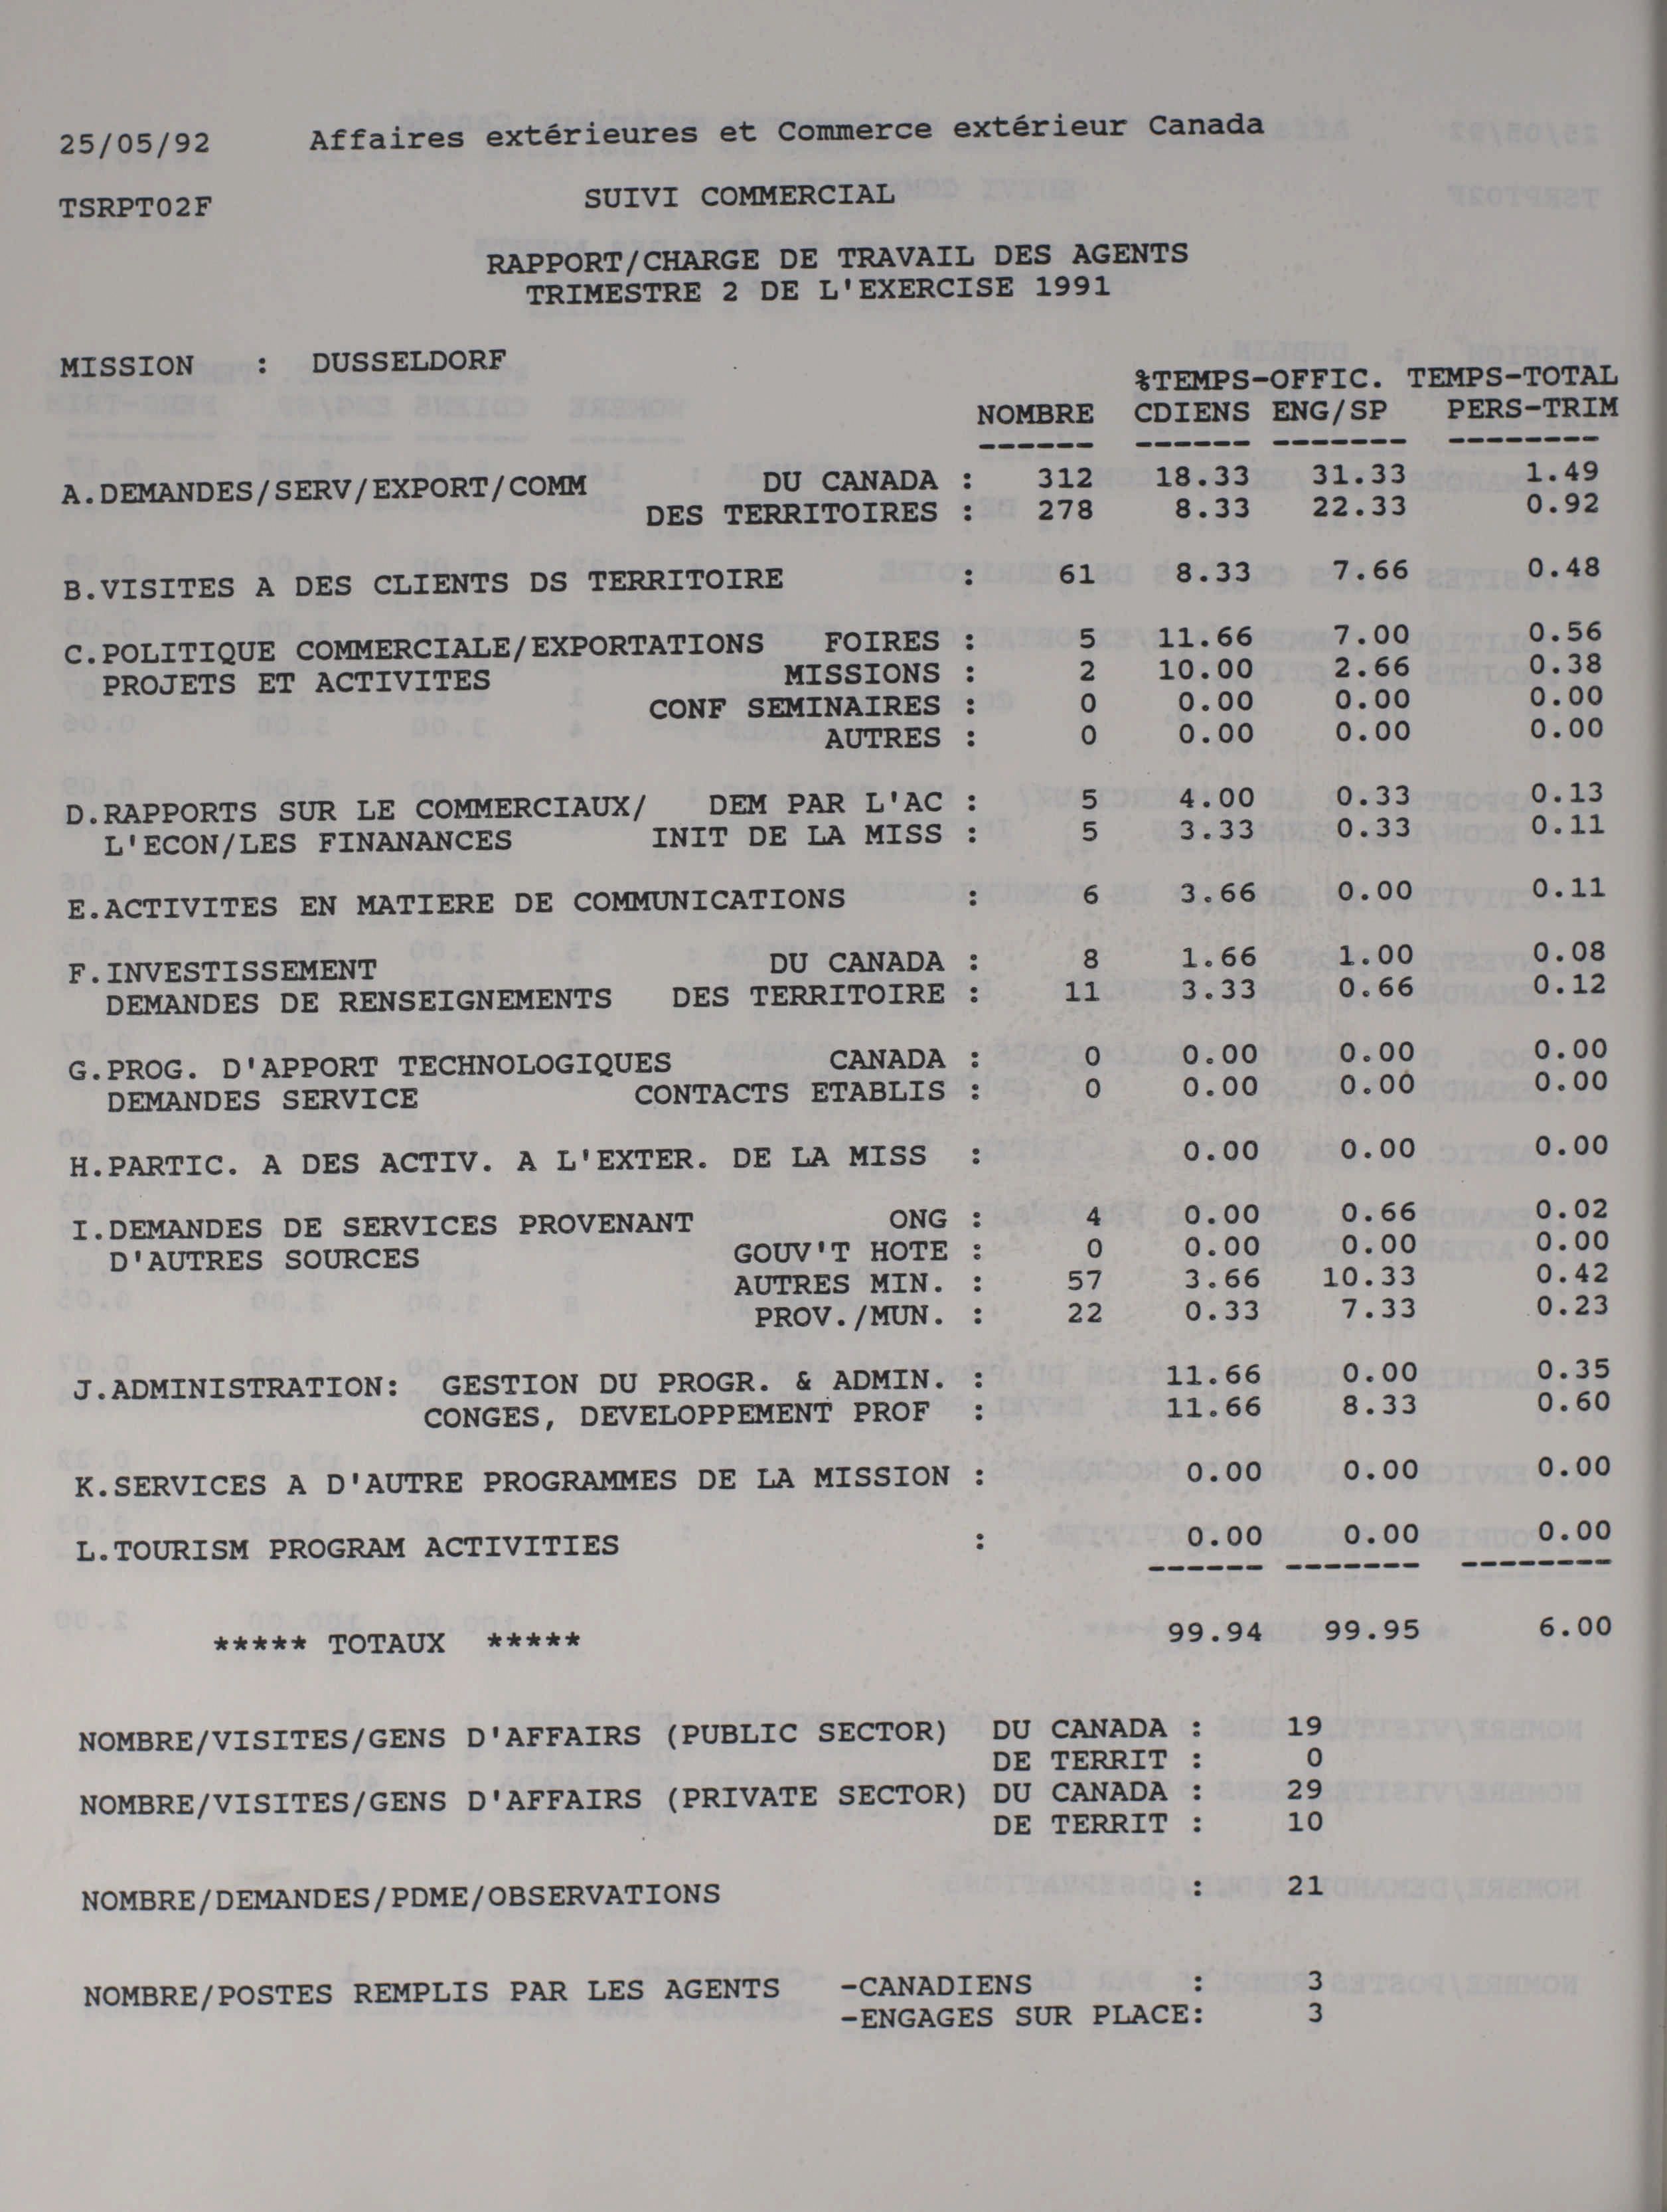 25/05/92 Affaires extérieures et Commerce extérieur Canada
TSRPT02F SUIVI COMMERCIAL
RAPPORT/CHARGE DE TRAVAIL DES AGENTS
TRIMESTRE 2 DE L'EXERCISE 1991
MISSION : DUSSELDORF
%TEMPS-OFFIC. TEMPS-TOTAL
NOMBRE CDIENS ENG/SP PERS-TRIM
------ ------ ------- --------
A.DEMANDES/SERV/EXPORT/COMM DU CANADA : 312 18.33 31.33 1.49
DES TERRITOIRES : 278 8.33 22.33 0.92
B.VISITES A DES CLIENTS DS TERRITOIRE : 61 8.33 7.66 0.48
C.POLITIQUE COMMERCIALE/EXPORTATIONS FOIRES : 5 11.66 7.00 0.56
PROJETS ET ACTIVITES MISSIONS : 2 10.00 2.66 0.38
CONF SEMINAIRES : 0 0.00 0.00 0.00
AUTRES : 0 0.00 0.00 0.00
D.RAPPORTS SUR LE COMMERCIAUX/ DEM PAR L'AC : 5 4.00 0.33 0.13
L'ECON/LES FINANANCES INIT DE LA MISS : 5 3.33 0.33 0.11
E.ACTIVITES EN MATIERE DE COMMUNICATIONS : 6 3.66 0.00 0.11
F.INVESTISSEMENT DU CANADA : 8 1.66 1.00 0.08
DEMANDES DE RENSEIGNEMENTS DES TERRITOIRE : 11 3.33 0.66 0.12
G.PROG. D'APPORT TECHNOLOGIQUES CANADA : 0 0.00 0.00 0.00
DEMANDES SERVICE CONTACTS ETABLIS : 0 0.00 0.00 0.00
H.PARTIC. A DES ACTIV. A L'EXTER. DE LA MISS : 0.00 0.00 0.00
I.DEMANDES DE SERVICES PROVENANT ONG : 4 0.00 0.66 0.02
D'AUTRES SOURCES GOUV'T HOTE : 0 0.00 0.00 0.00
AUTRES MIN. : 57 3.66 10.33 0.42
PROV./MUN. : 22 0.33 7.33 0.23
J.ADMINISTRATION: GESTION DU PROGR. & ADMIN. : 11.66 0.00 0.35
CONGES, DEVELOPPEMENT PROF : 11.66 8.33 0.60
K.SERVICES A D'AUTRE PROGRAMMES DE LA MISSION : 0.00 0.00 0.00
L.TOURISM PROGRAM ACTIVITIES : 0.00 0.00 0.00
------ ------- --------
***** TOTAUX ***** 99.94 99.95 6.00
NOMBRE/VISITES/GENS D'AFFAIRS (PUBLIC SECTOR) DU CANADA : 19
DE TERRIT : 0
NOMBRE/VISITES/GENS D'AFFAIRS (PRIVATE SECTOR) DU CANADA : 29
DE TERRIT : 10
NOMBRE/DEMANDES/PDME/OBSERVATIONS : 21
NOMBRE/POSTES REMPLIS PAR LES AGENTS -CANADIENS : 3
-ENGAGES SUR PLACE: 3